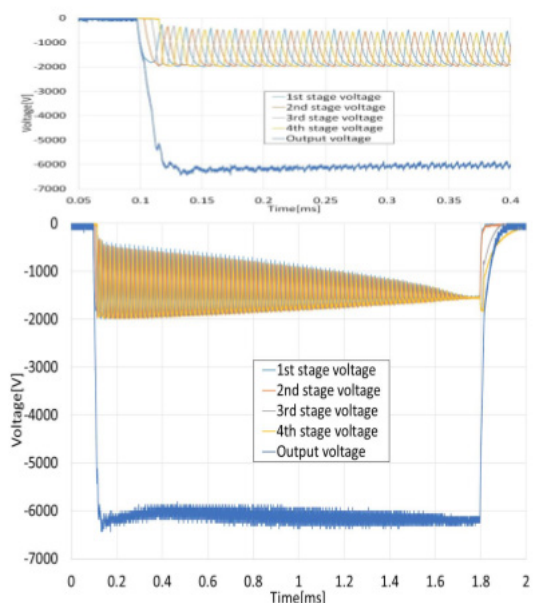 0
-1000
-2000
-3000
-4000
-5000
-6000
-7000
Voltage[V]
1st stage voltage
2nd stage voltage
3rd stage voltage
4th stage voltage
Output voltage
0.05 0.1 0.15 0.2 0.25 0.3 0.35 0.4
Time[ms]
0
-1000
-2000
-3000
-4000
-5000
-6000
-7000
Voltage[V]
1st stage voltage
2nd stage voltage
3rd stage voltage
4th stage voltage
Output voltage
0 0.2 0.4 0.6 0.8 1 1.2 1.4 1.6 1.8 2
Time[ms]